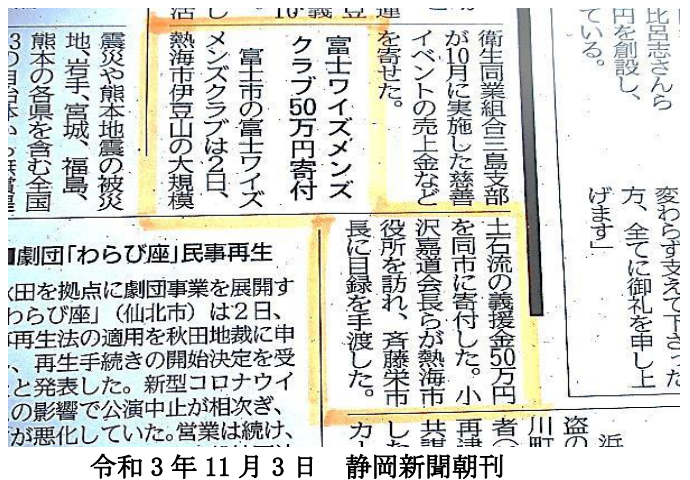 比呂志さんら
円を創設し、
ている。
変わらず支えて下さった
方、全てに御礼を申し上
げます」
衛生同業組合三島支部
が10月に実施した慈善
イベントの売上金など
を寄せた。
富士ワイズメンズ
クラブ50万円寄付
富士市の富士ワイズ
メンズクラブは2日、
熱海市伊豆山の大規模
土石流の義援金50万円
を同市に寄付した。小
沢嘉道会長らが熱海市
役所を訪れ、斉藤栄市
長に目録を手渡した。
震災や熊本地震の被災
地、岩手、宮城、福島、
熊本の各県を含む全国
■劇団「わらび座」民事再生
田を拠点に劇団事業を展開す
わらび座」(仙北市)は2日、
再生法の適用を秋田地裁に申
、再生手続きの開始決定を受
と発表した。新型コロナウイ
の影響で公演中止が相次ぎ、
が悪化していた。営業は続け、
浜
盗の
川町
した
カー
令和3年11月3日 静岡新聞朝刊